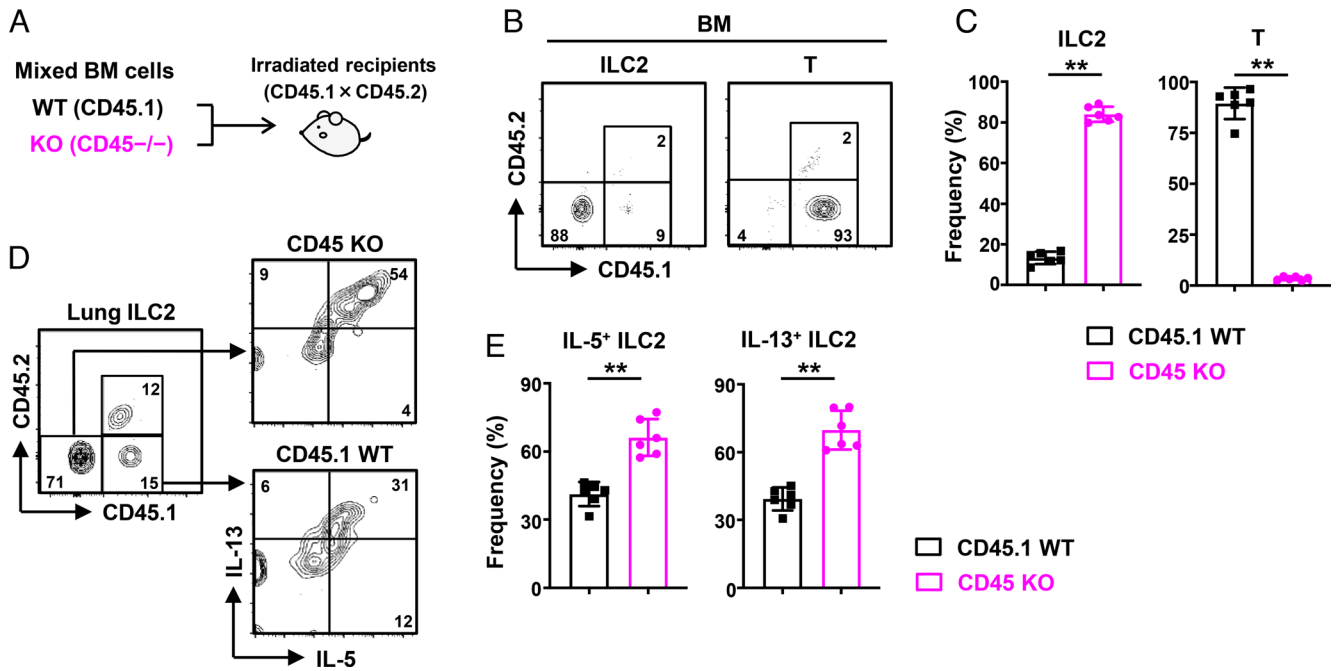 A
Mixed BM cells
WT (CD45.1)
KO (CD45−/−)
Irradiated recipients
(CD45.1 × CD45.2)
B
BM
ILC2
T
CD45.2
2
88
9
2
4
93
CD45.1
C
ILC2
T
**
**
Frequency (%)
100
80
60
40
20
0
100
75
50
25
0
CD45.1 WT
CD45 KO
D
Lung ILC2
CD45.2
12
71
15
CD45.1
CD45 KO
9
54
4
CD45.1 WT
6
31
12
IL-13
IL-5
E
IL-5⁺ ILC2
IL-13⁺ ILC2
**
**
Frequency (%)
90
60
30
0
90
60
30
0
CD45.1 WT
CD45 KO